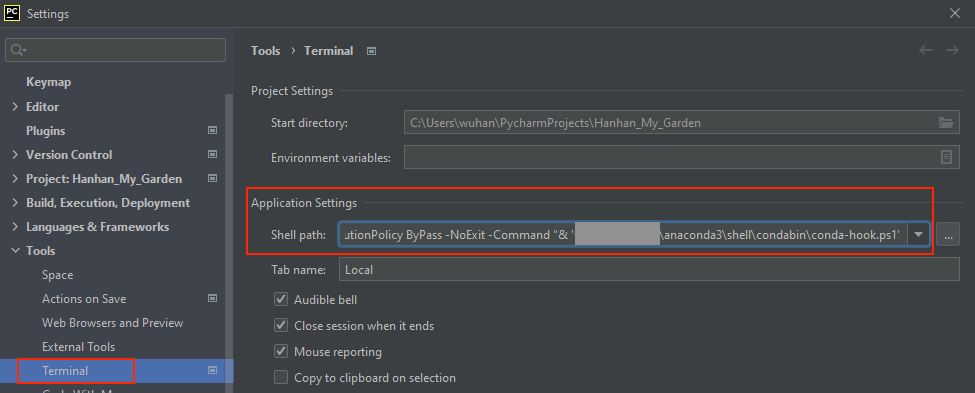 PC Settings
Keymap
Editor
Plugins
Version Control
Project: Hanhan_My_Garden
Build, Execution, Deployment
Languages & Frameworks
Tools
Space
Actions on Save
Web Browsers and Preview
External Tools
Terminal
Tools › Terminal
Project Settings
Start directory: C:\Users\wuhan\PycharmProjects\Hanhan_My_Garden
Environment variables:
Application Settings
Shell path: utionPolicy ByPass -NoExit -Command "& ' \anaconda3\shell\condabin\conda-hook.ps1' ...
Tab name: Local
Audible bell
Close session when it ends
Mouse reporting
Copy to clipboard on selection